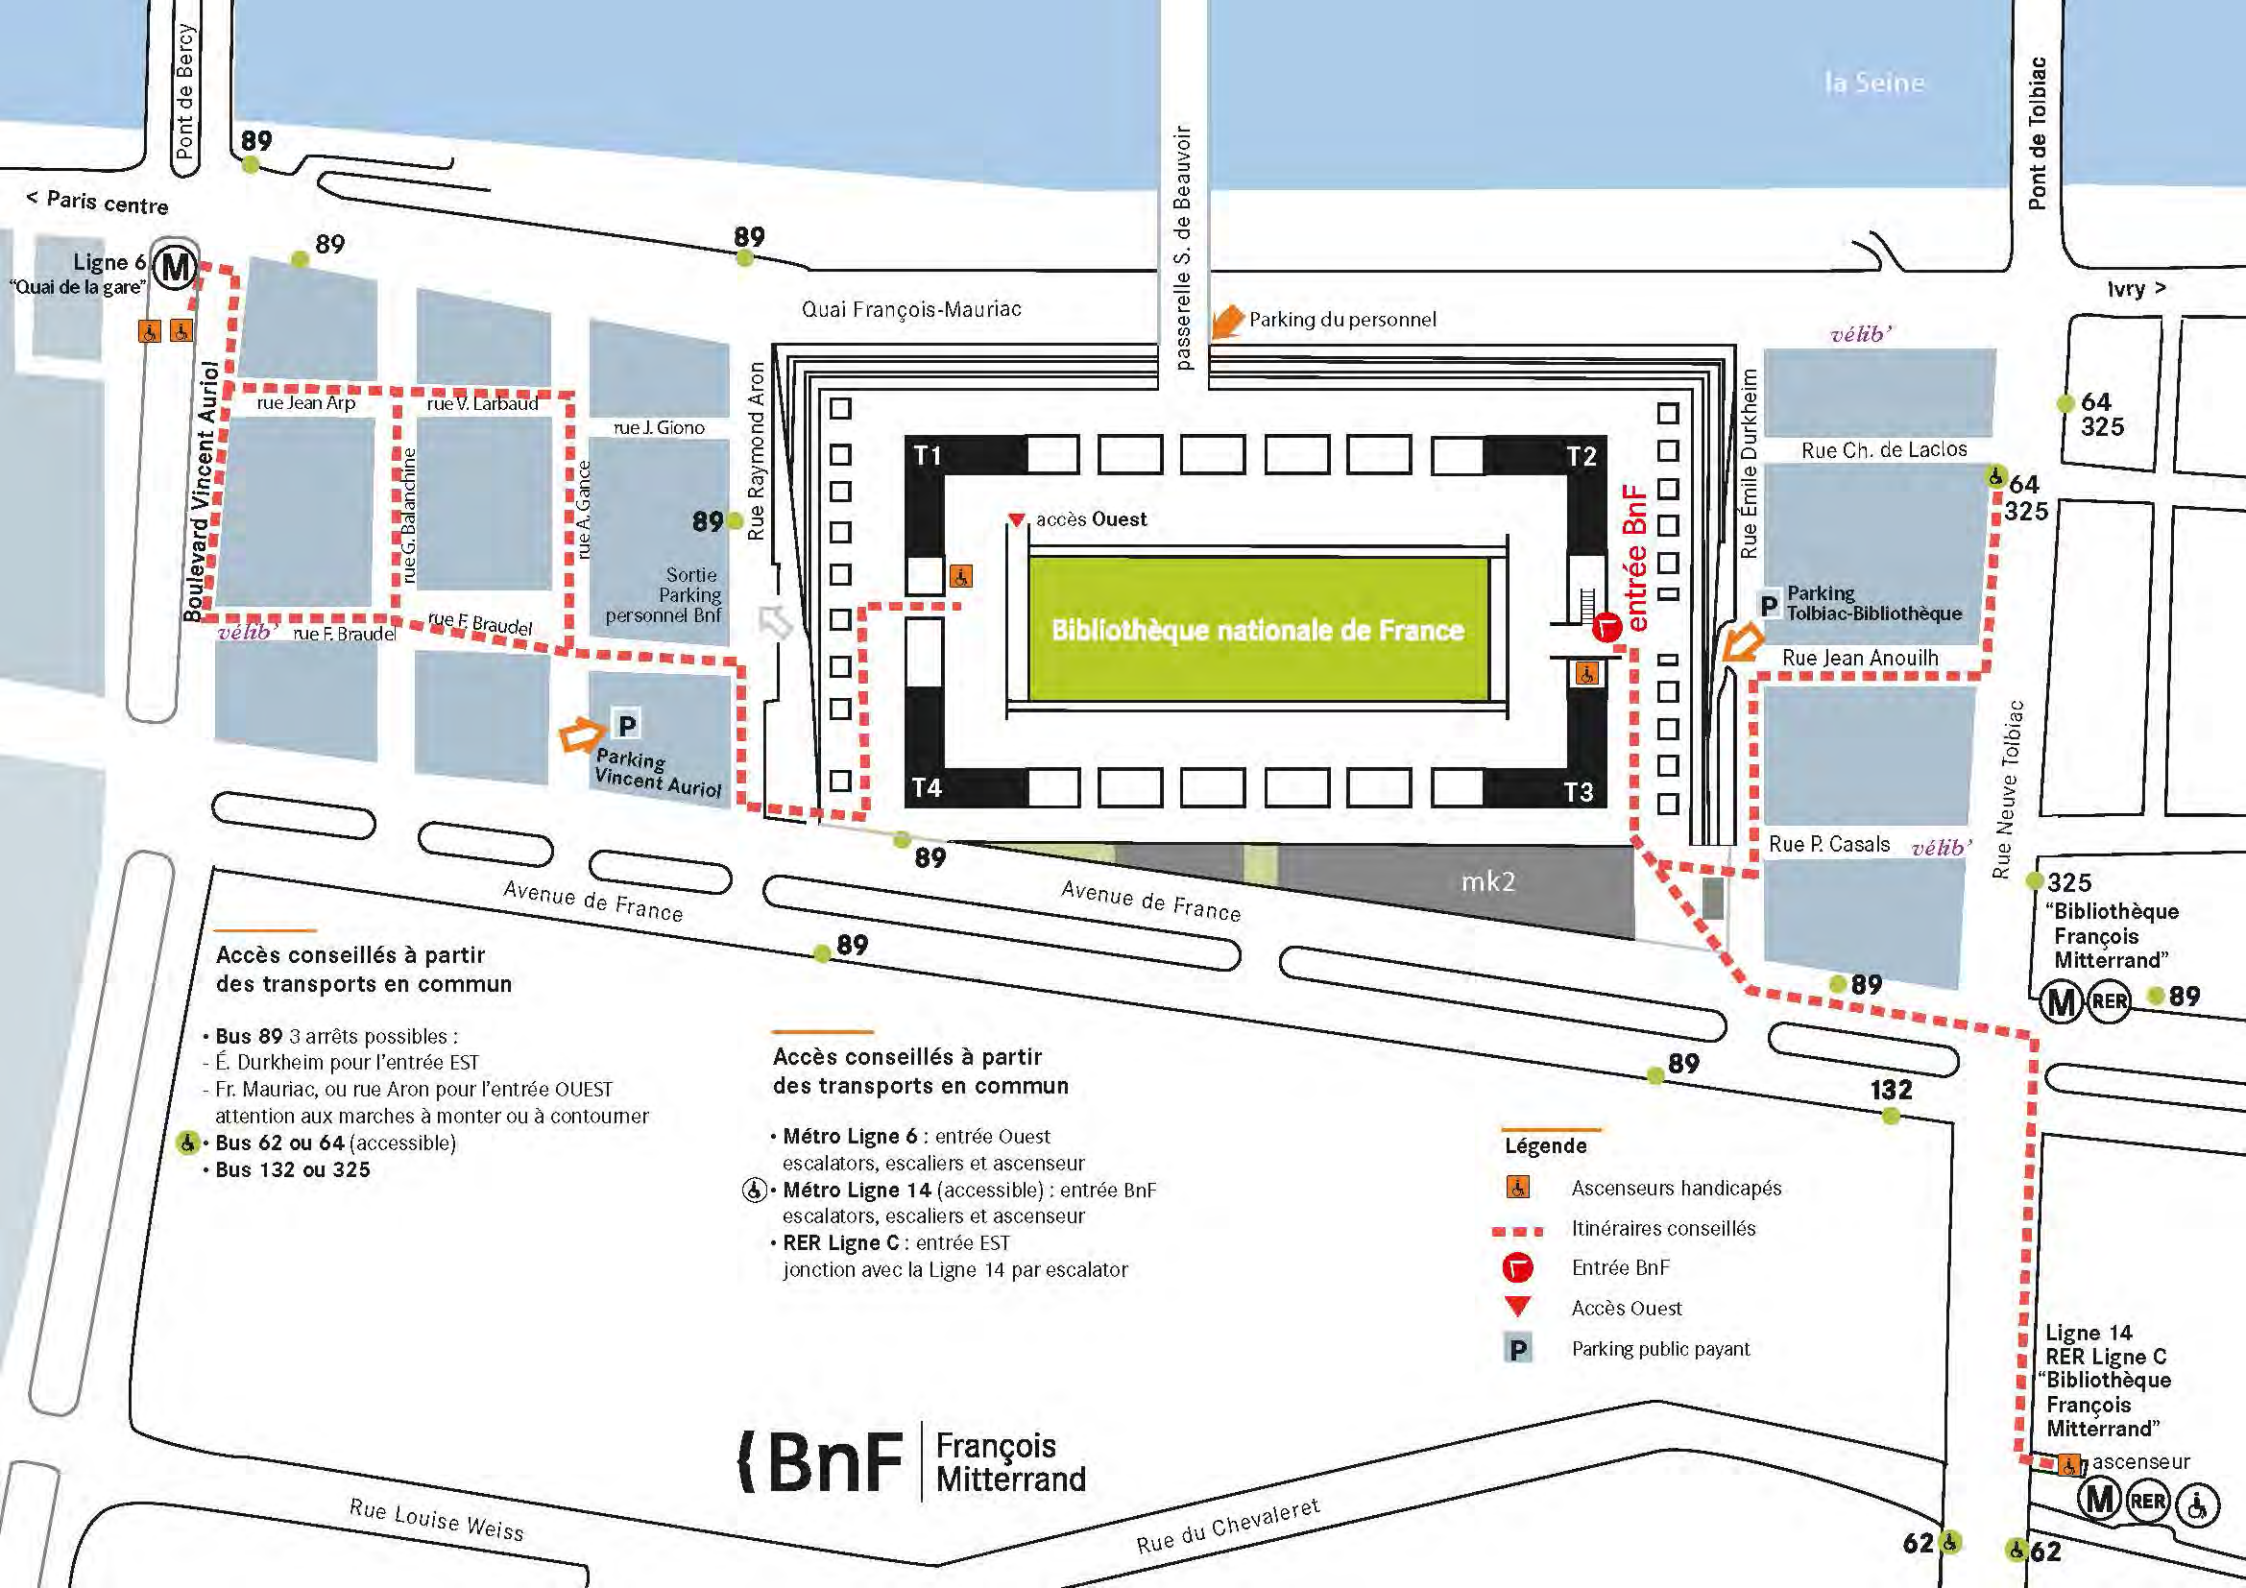 Pont de Bercy
la Seine
Pont de Tolbiac
89
< Paris centre
passerelle S. de Beauvoir
89
89
Ligne 6
M
"Quai de la gare"
Ivry >
Quai François-Mauriac
Parking du personnel
vélib'
Boulevard Vincent Auriol
rue Jean Arp
rue V. Larbaud
rue J. Giono
rue G. Balanchine
rue A. Gance
Rue Raymond Aron
Rue Émile Durkheim
64
325
T1
T2
Rue Ch. de Laclos
64
325
89
accès Ouest
entrée BnF
Sortie
Parking
personnel Bnf
Bibliothèque nationale de France
P
Parking
Tolbiac-Bibliothèque
vélib'
rue F. Braudel
rue F. Braudel
Rue Jean Anouilh
P
Parking
Vincent Auriol
T4
T3
Rue Neuve Tolbiac
Rue P. Casals
vélib'
89
mk2
325
"Bibliothèque
François
Mitterrand"
M
RER
89
Avenue de France
Avenue de France
89
89
89
132
Accès conseillés à partir
des transports en commun
• Bus 89 3 arrêts possibles :
- É. Durkheim pour l'entrée EST
- Fr. Mauriac, ou rue Aron pour l'entrée OUEST
attention aux marches à monter ou à contourner
• Bus 62 ou 64 (accessible)
• Bus 132 ou 325
Accès conseillés à partir
des transports en commun
• Métro Ligne 6 : entrée Ouest
escalators, escaliers et ascenseur
• Métro Ligne 14 (accessible) : entrée BnF
escalators, escaliers et ascenseur
• RER Ligne C : entrée EST
jonction avec la Ligne 14 par escalator
Légende
Ascenseurs handicapés
Itinéraires conseillés
Entrée BnF
Accès Ouest
P
Parking public payant
Ligne 14
RER Ligne C
"Bibliothèque
François
Mitterrand"
ascenseur
M
RER
{BnF
François
Mitterrand
Rue Louise Weiss
Rue du Chevaleret
62
62